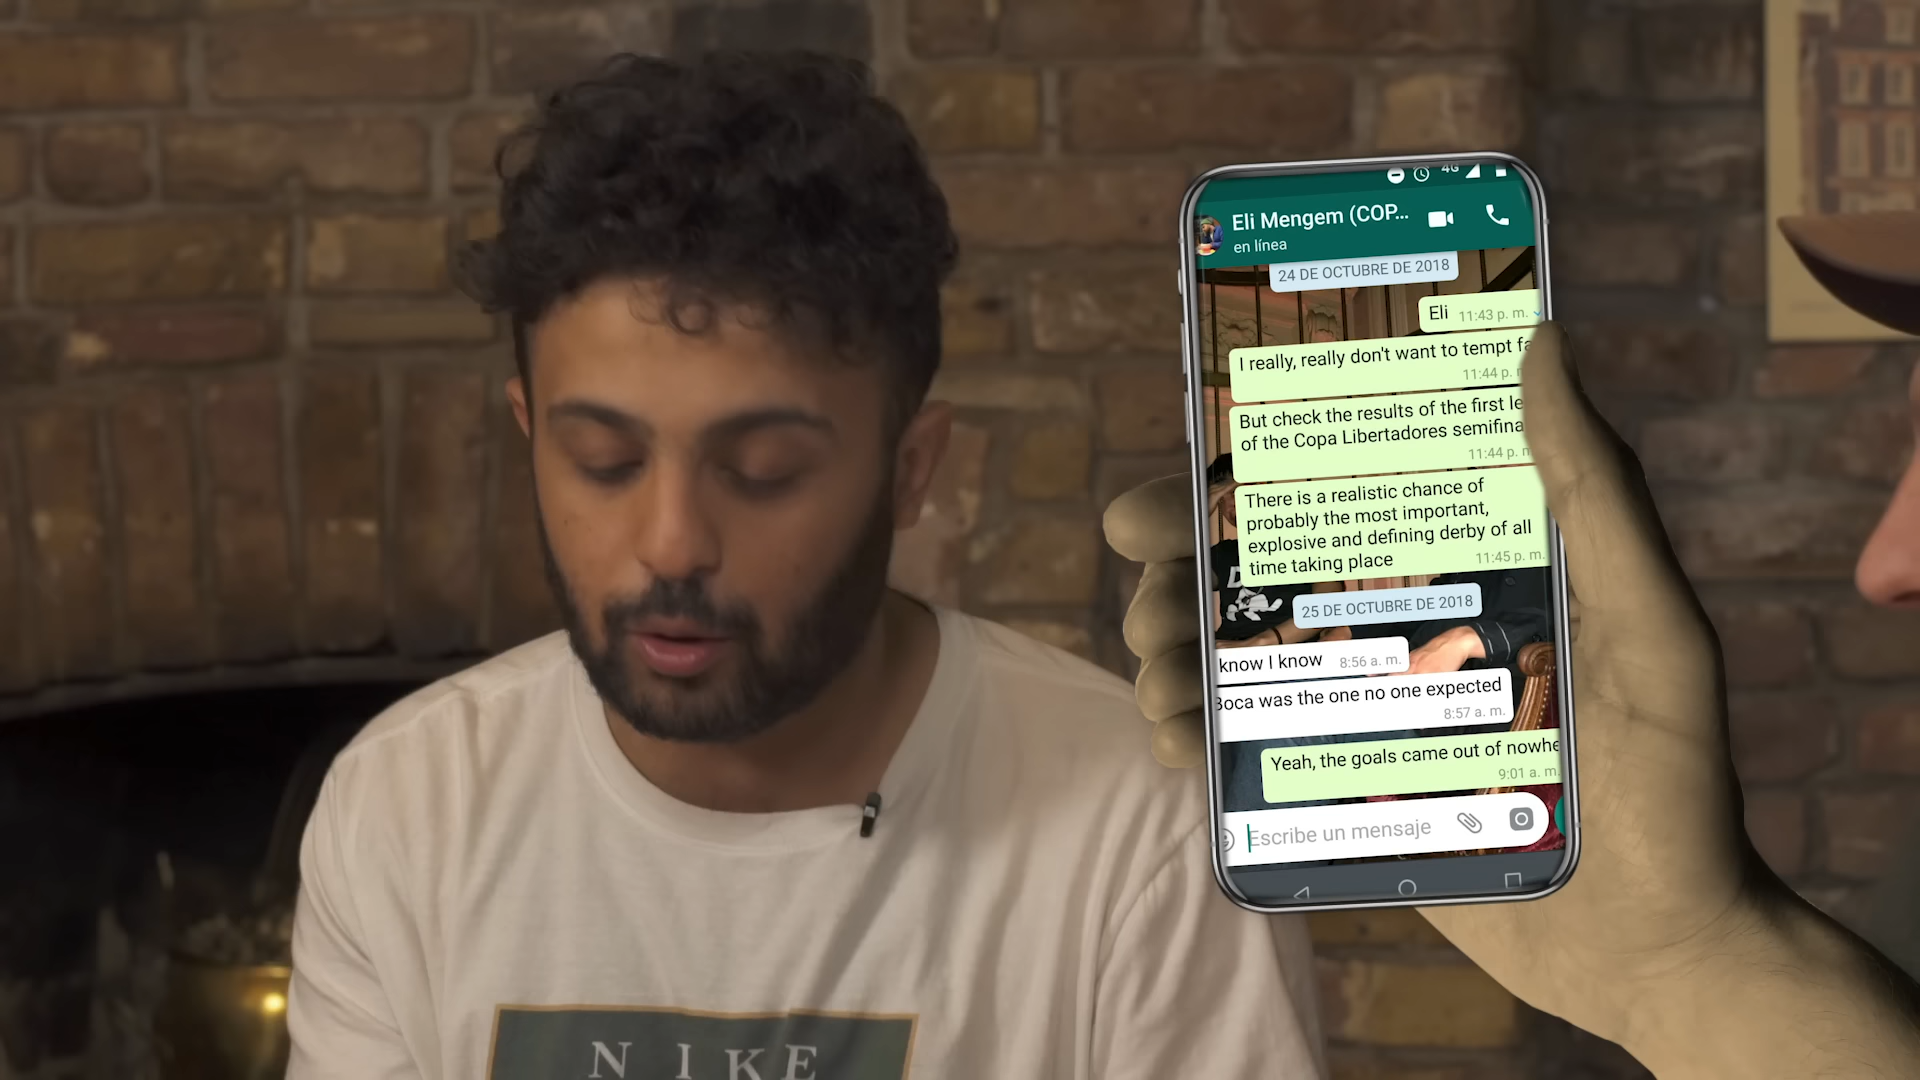 4G
Eli Mengem (COP...
en línea
24 DE OCTUBRE DE 2018
Eli 11:43 p. m.
I really, really don't want to tempt
11:44 p.
But check the results of the first
of the Copa Libertadores
11:44 p.
There is a realistic chance of
probably the most important,
explosive and defining derby of all
time taking place 11:45 p. m.
25 DE OCTUBRE DE 2018
know I know 8:56 a. m.
Boca was the one no one expected
8:57 a. m.
Yeah, the goals came out of
9:01 a. m.
Escribe un mensaje
NIKE